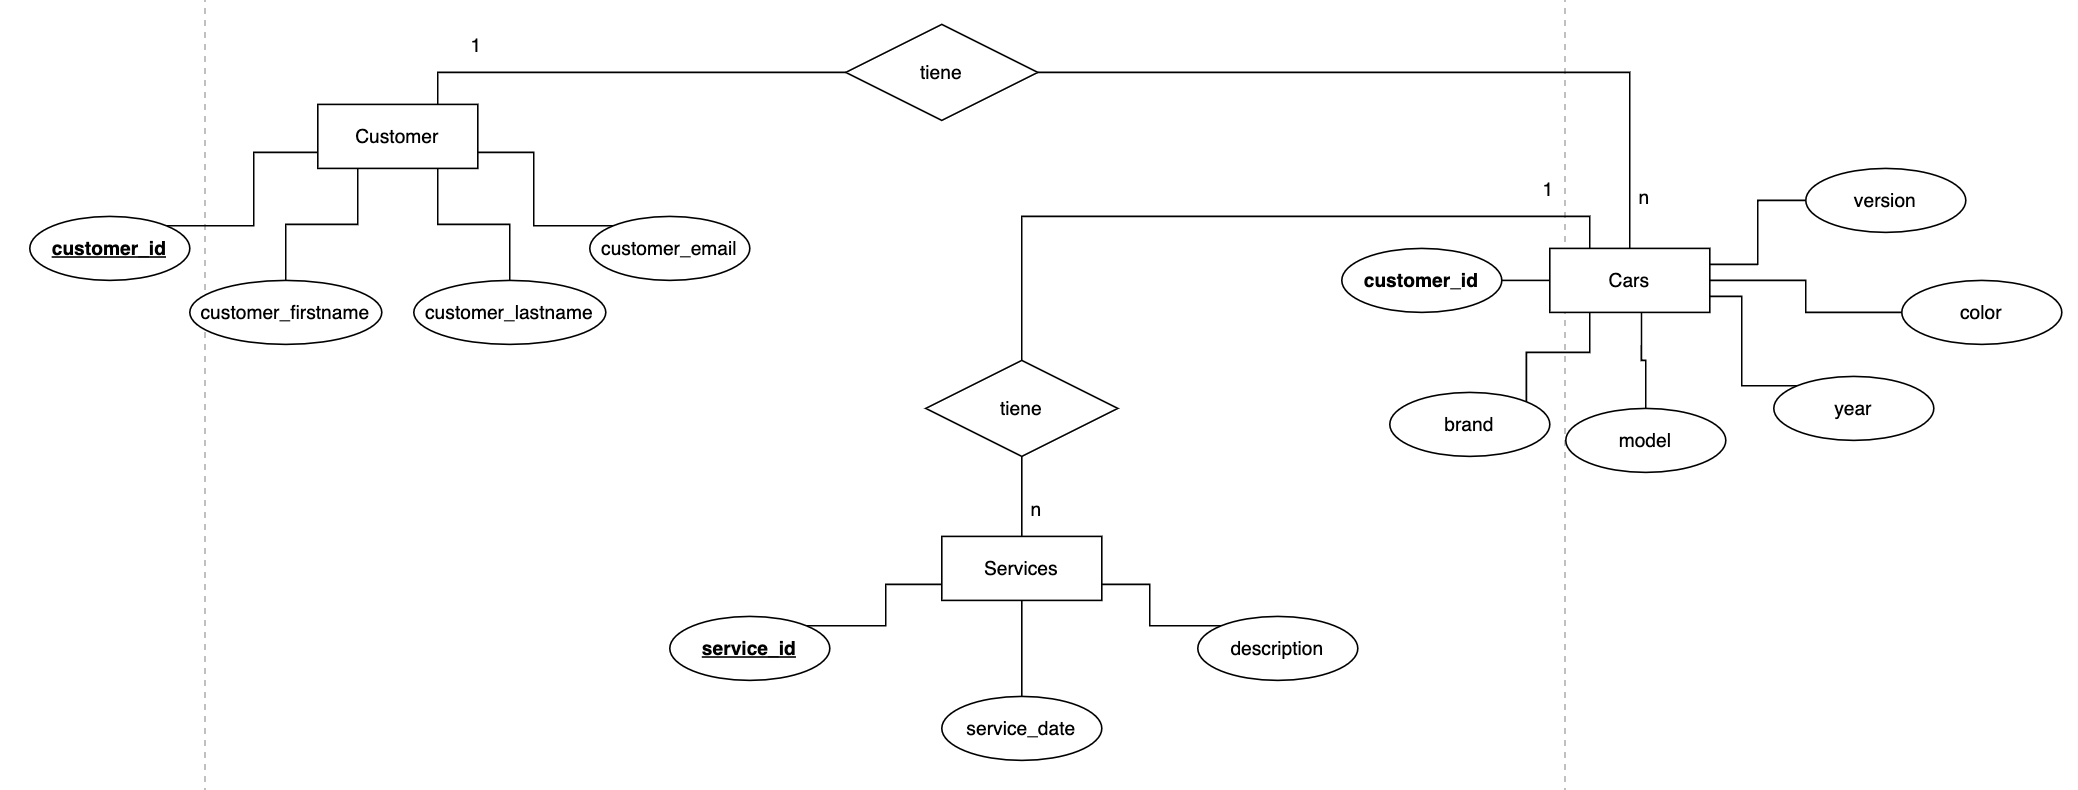 1
tiene
Customer
customer_id
customer_firstname
customer_lastname
customer_email
1
n
version
customer_id
Cars
color
brand
model
year
tiene
n
Services
service_id
description
service_date